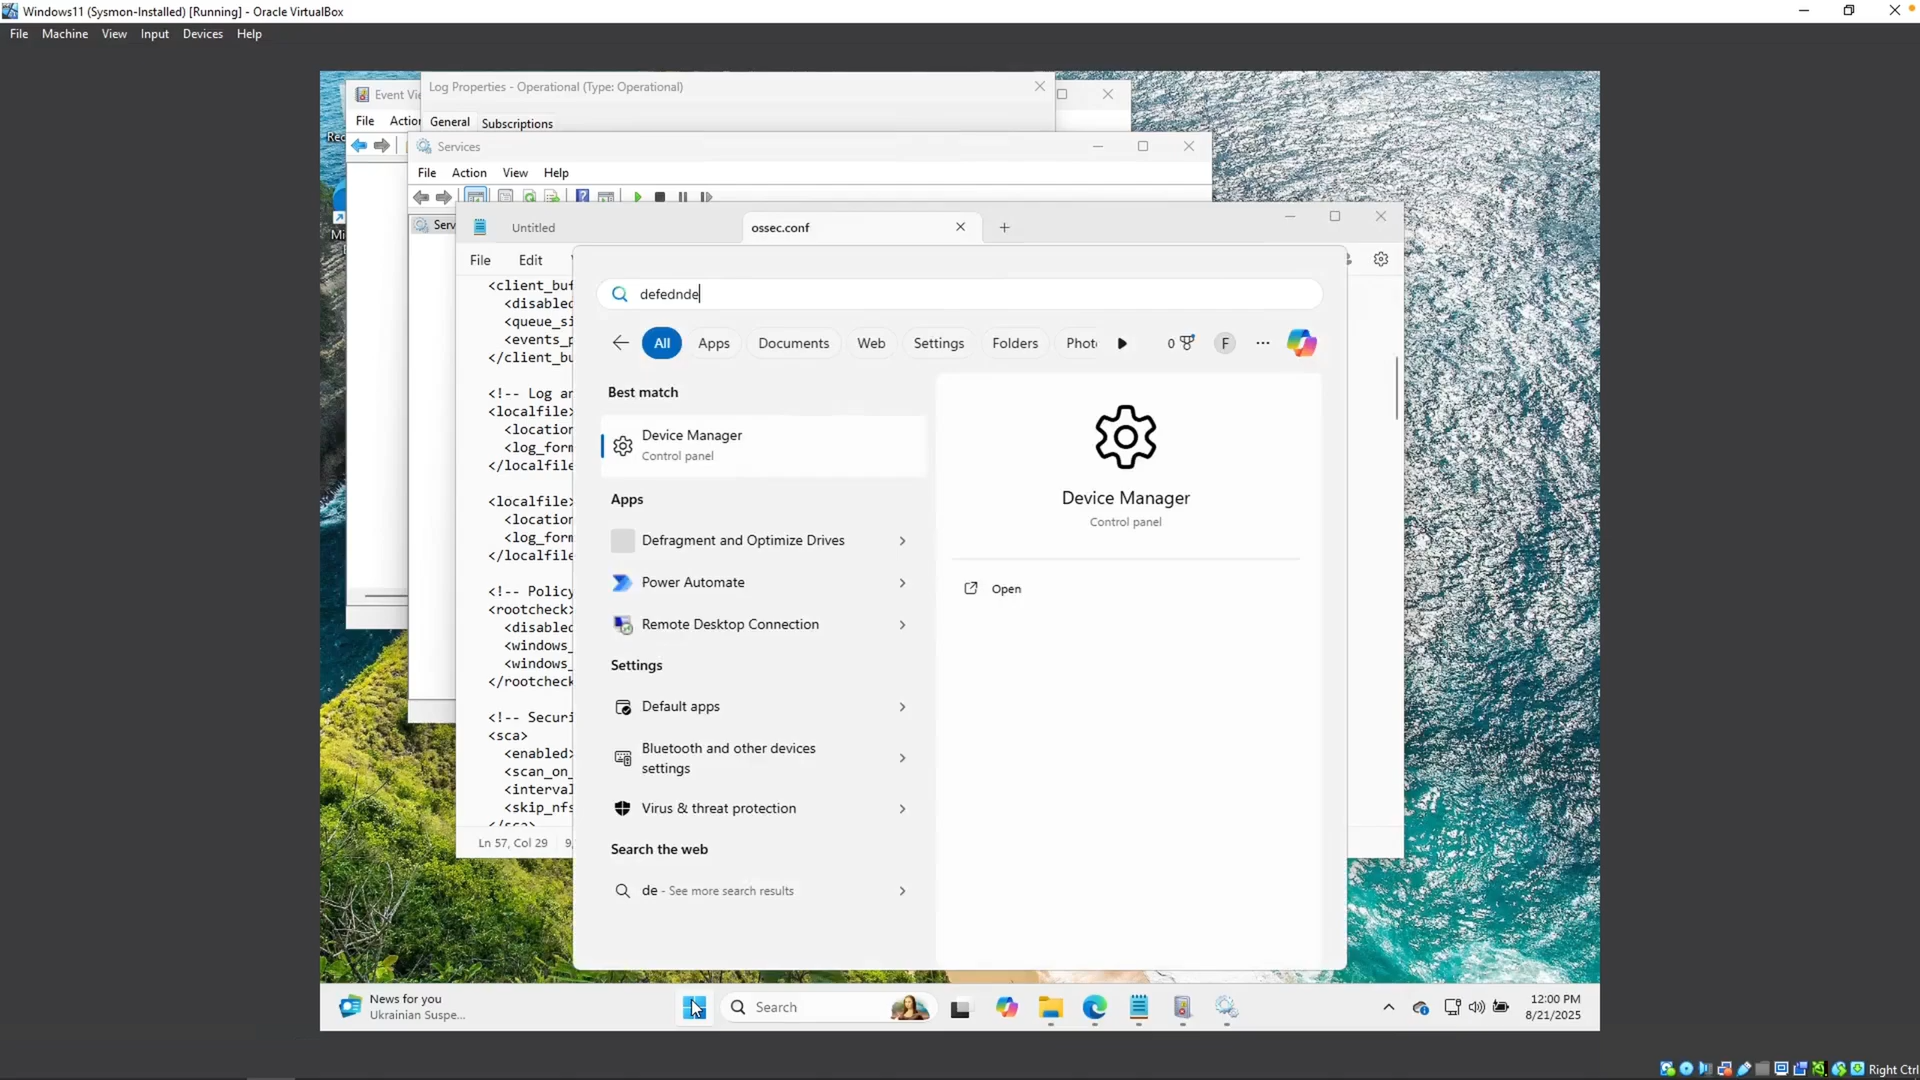 Windows11 (Sysmon-Installed) [Running] - Oracle VirtualBox
File Machine View Input Devices Help
Log Properties - Operational (Type: Operational)
Event Vie
File Action
General Subscriptions
Services
File Action View Help
Untitled
ossec.conf
File Edit
<client_buf
<disabled
<queue_si
<events_p
</client_bu
<!-- Log an
<localfile>
<location
<log_form
</localfile
<localfile>
<location
<log_form
</localfile
<!-- Policy
<rootcheck>
<disabled
<windows_
<windows_
</rootcheck
<!-- Securi
<sca>
<enabled>
<scan_on_
<interval
<skip_nfs
</sca>
Ln 57, Col 29
defednde
All Apps Documents Web Settings Folders Phot 0 F
Best match
Device Manager
Control panel
Apps
Defragment and Optimize Drives
Power Automate
Remote Desktop Connection
Settings
Default apps
Bluetooth and other devices
settings
Virus & threat protection
Search the web
de - See more search results
Device Manager
Control panel
Open
News for you
Ukrainian Suspe...
Search
12:00 PM
8/21/2025
Right Ctrl